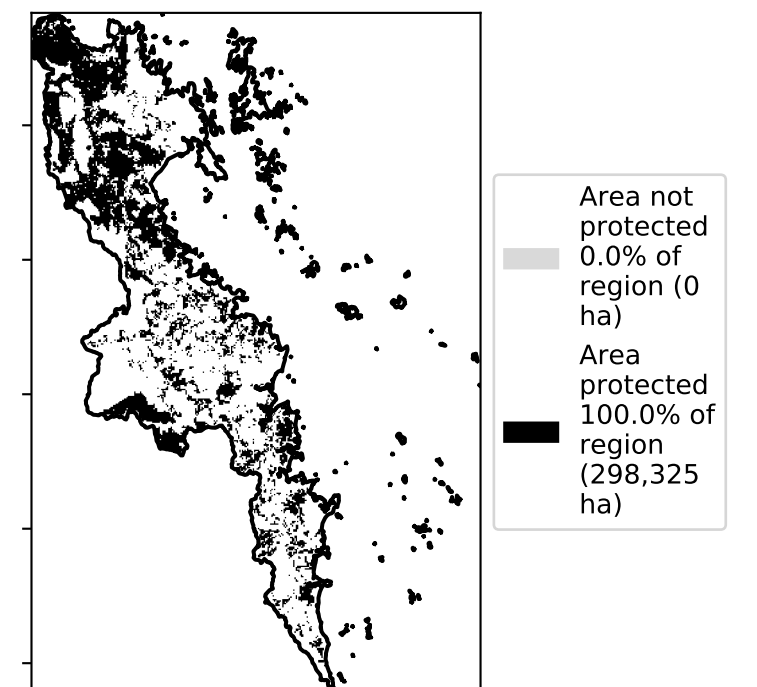 Area not
protected
0.0% of
region (0
ha)
Area
protected
100.0% of
region
(298,325
ha)